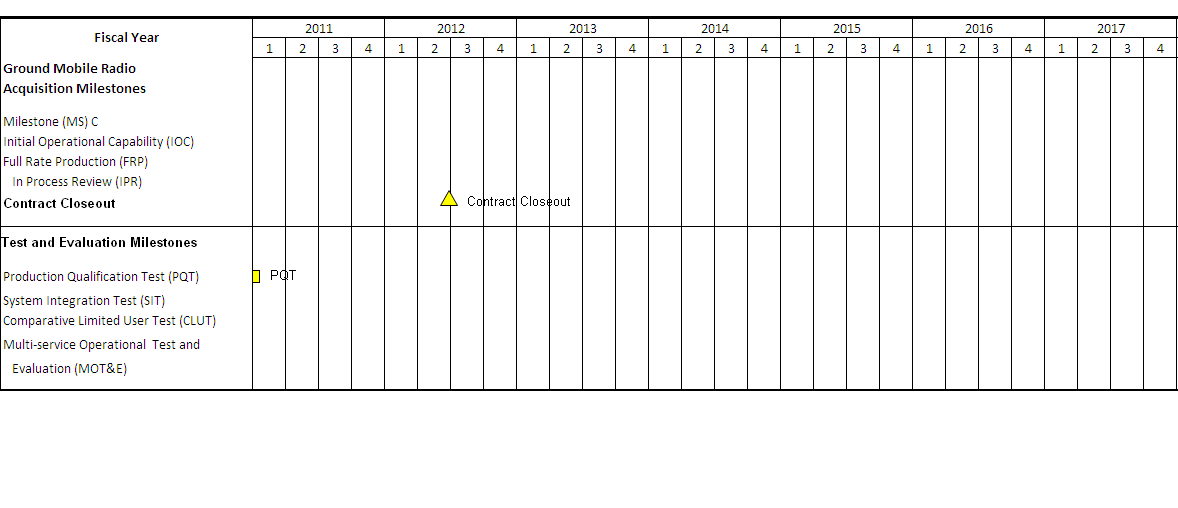 Fiscal Year
2011 2012 2013 2014 2015 2016 2017
1 2 3 4 1 2 3 4 1 2 3 4 1 2 3 4 1 2 3 4 1 2 3 4 1 2 3 4
Ground Mobile Radio
Acquisition Milestones
Milestone (MS) C
Initial Operational Capability (IOC)
Full Rate Production (FRP)
In Process Review (IPR)
Contract Closeout Contract Closeout
Test and Evaluation Milestones
Production Qualification Test (PQT) PQT
System Integration Test (SIT)
Comparative Limited User Test (CLUT)
Multi-service Operational Test and
Evaluation (MOT&E)